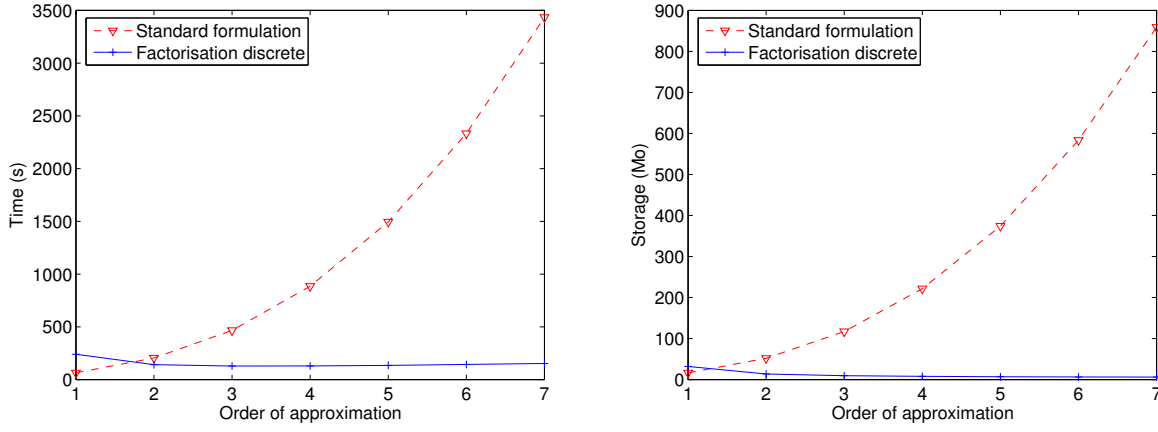 3500
3000
2500
2000
1500
1000
500
0
Time (s)
Standard formulation
Factorisation discrete
1 2 3 4 5 6 7
Order of approximation
900
800
700
600
500
400
300
200
100
0
Storage (Mo)
Standard formulation
Factorisation discrete
1 2 3 4 5 6 7
Order of approximation